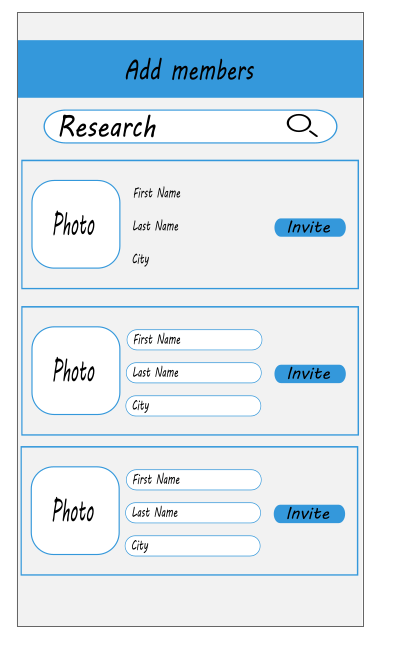 Add members
Research
First Name
Photo
Last Name
Invite
City
First Name
Photo
Last Name
Invite
City
First Name
Photo
Last Name
Invite
City